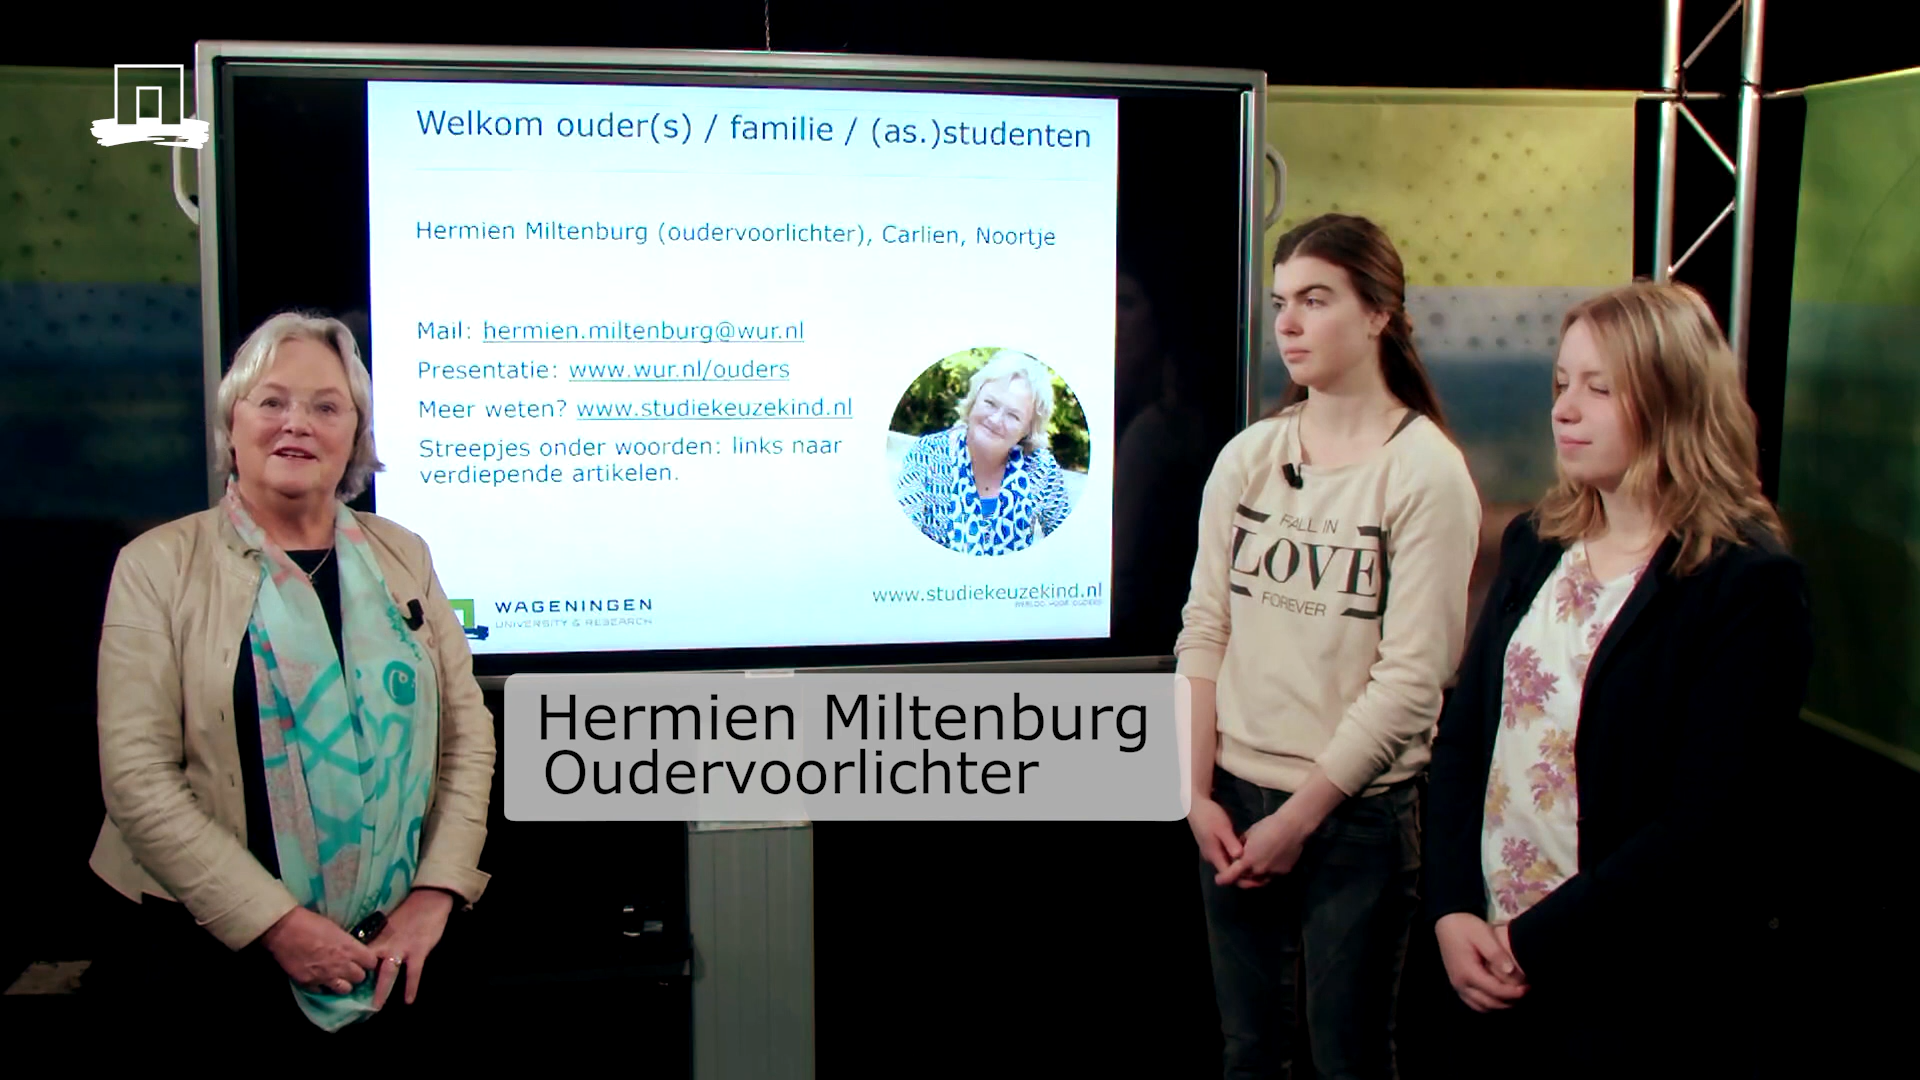 Welkom ouder(s) / familie / (as.)studenten
Hermien Miltenburg (oudervoorlichter), Carlien, Noortje
Mail: hermien.miltenburg@wur.nl
Presentatie: www.wur.nl/ouders
Meer weten? www.studiekeuzekind.nl
Streepjes onder woorden: links naar
verdiepende artikelen.
WAGENINGEN
UNIVERSITY & RESEARCH
www.studiekeuzekind.nl
FALL IN
LOVE
FOREVER
Hermien Miltenburg
Oudervoorlichter